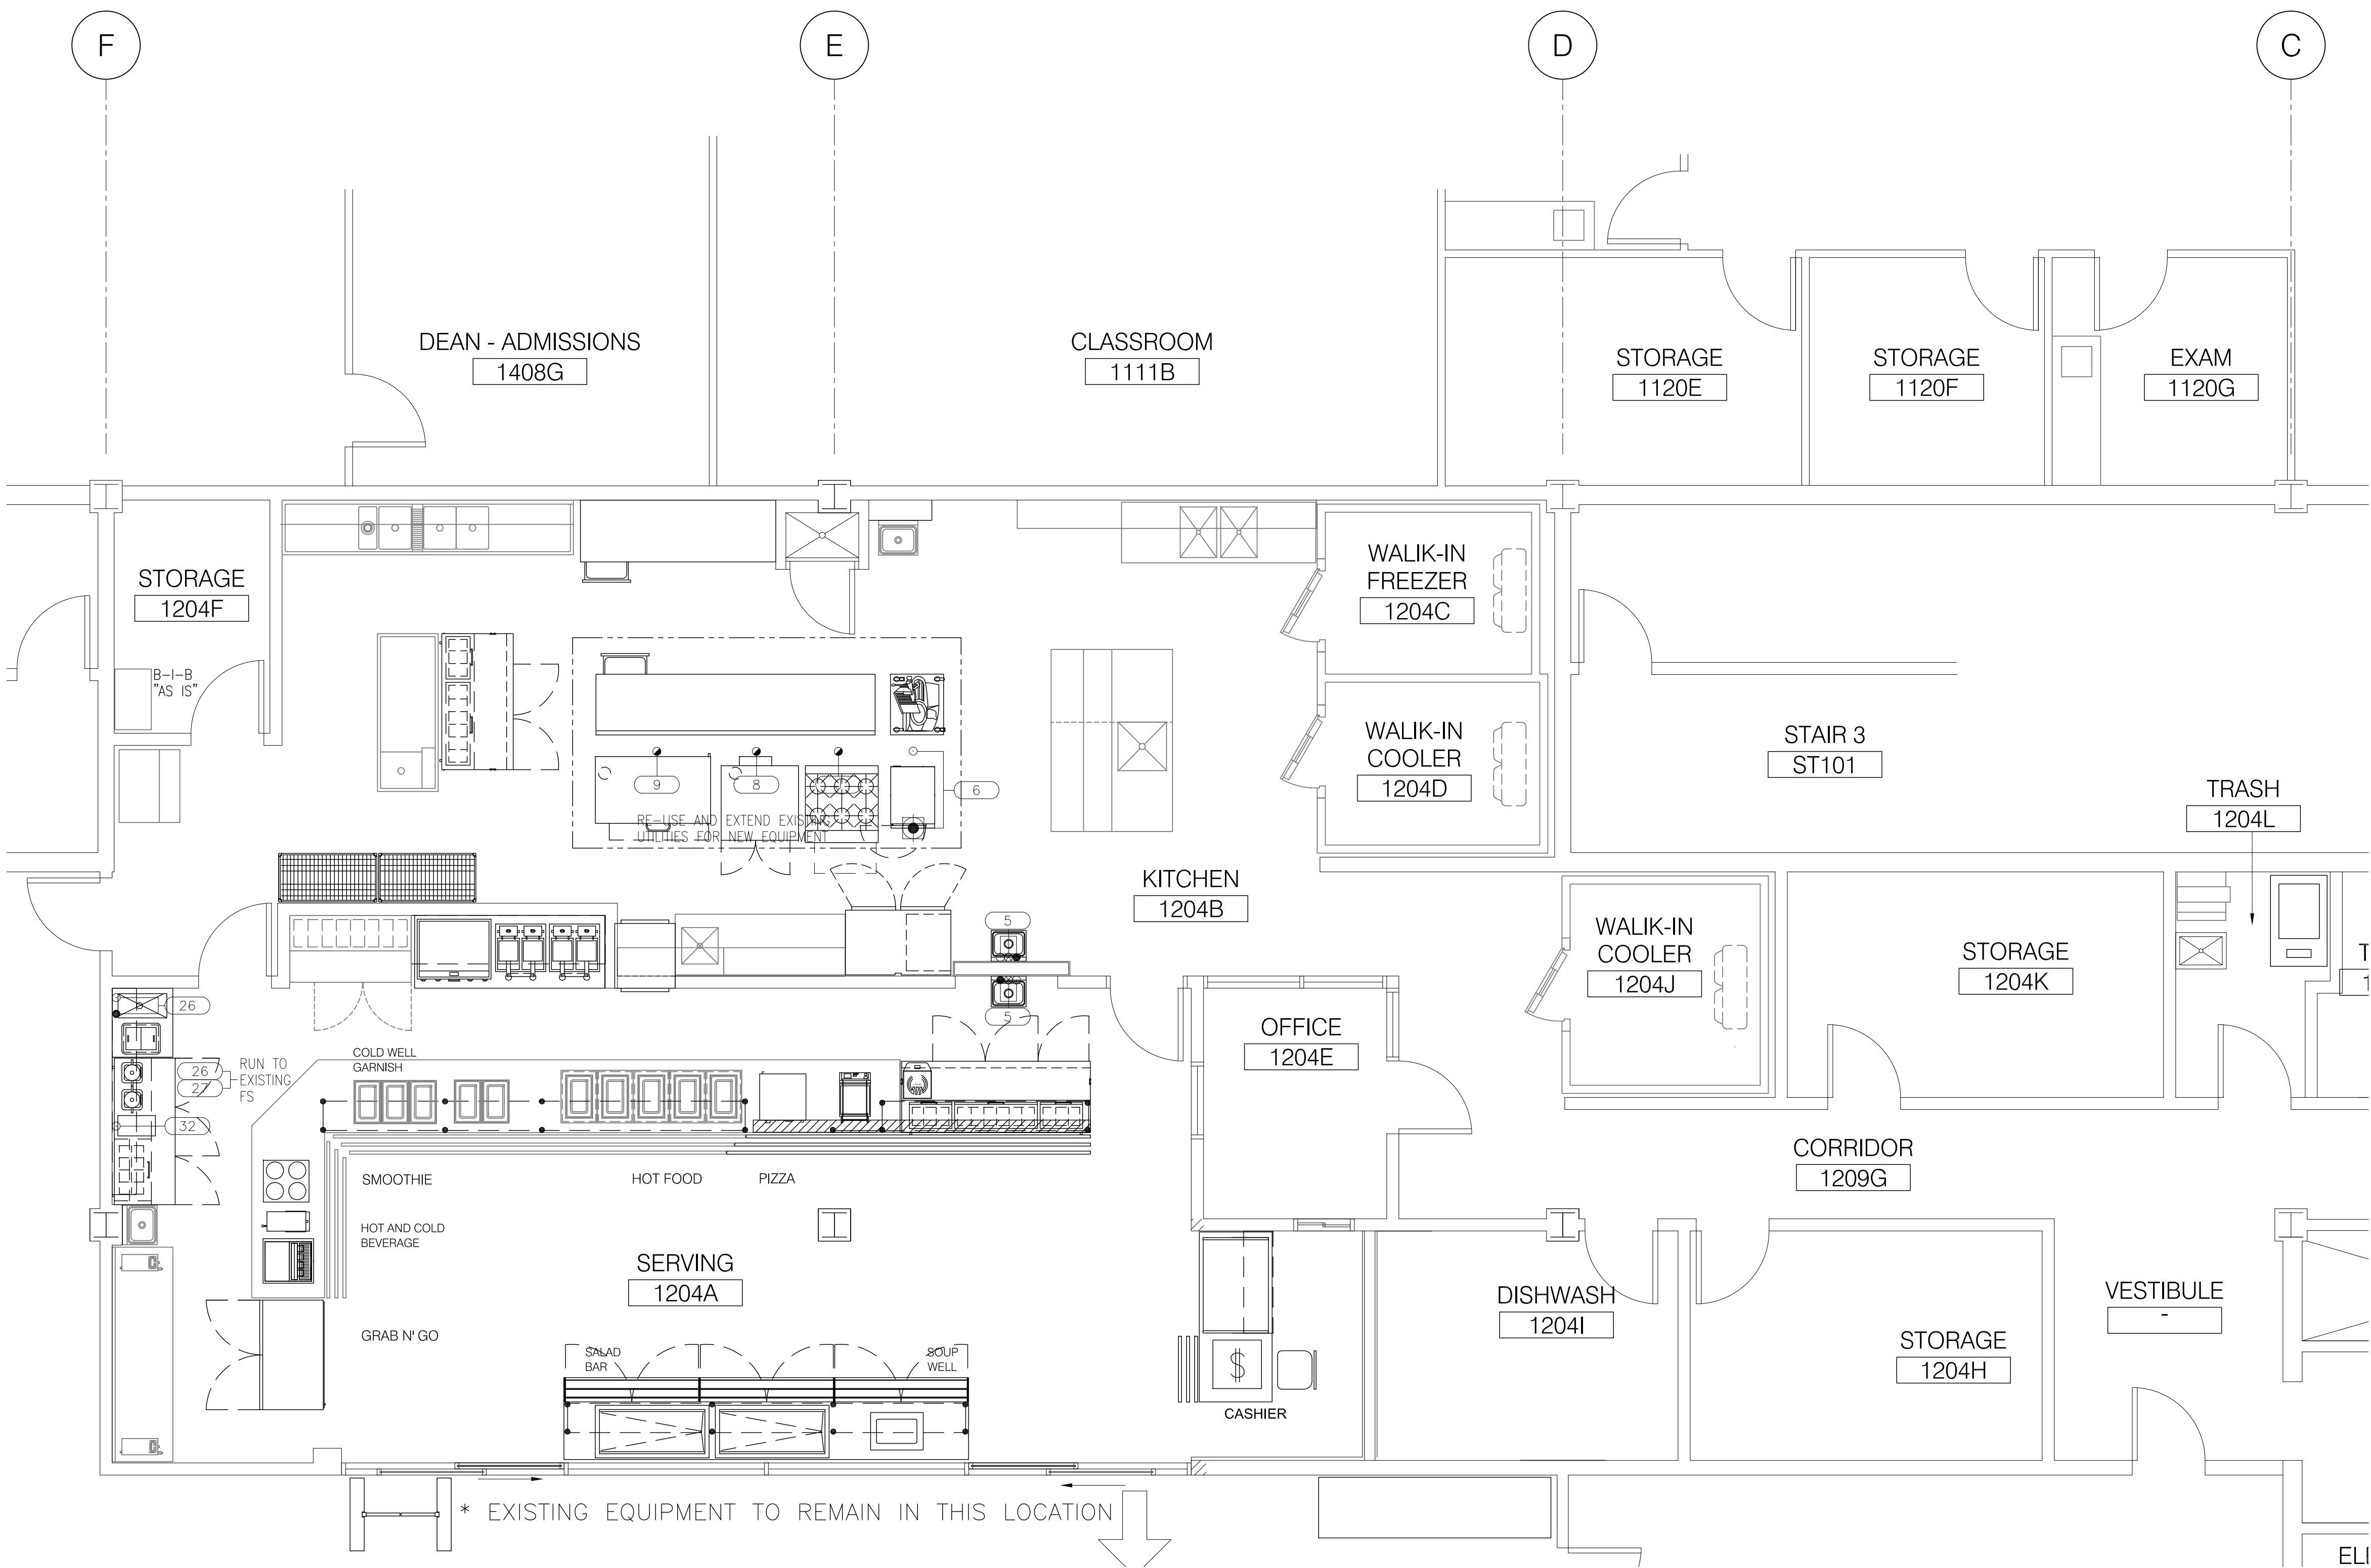 F
E
D
C
DEAN - ADMISSIONS
1408G
CLASSROOM
1111B
STORAGE
1120E
STORAGE
1120F
EXAM
1120G
STORAGE
1204F
B-I-B
"AS IS"
WALIK-IN
FREEZER
1204C
WALIK-IN
COOLER
1204D
STAIR 3
ST101
TRASH
1204L
9
8
6
RE-USE AND EXTEND EXISTING
UTILITIES FOR NEW EQUIPMENT
KITCHEN
1204B
5
5
WALIK-IN
COOLER
1204J
STORAGE
1204K
T
1
26
26
27
RUN TO
EXISTING
FS
32
COLD WELL
GARNISH
OFFICE
1204E
CORRIDOR
1209G
SMOOTHIE
HOT FOOD
PIZZA
HOT AND COLD
BEVERAGE
SERVING
1204A
GRAB N' GO
SALAD
BAR
SOUP
WELL
$
CASHIER
DISHWASH
1204I
STORAGE
1204H
VESTIBULE
-
* EXISTING EQUIPMENT TO REMAIN IN THIS LOCATION